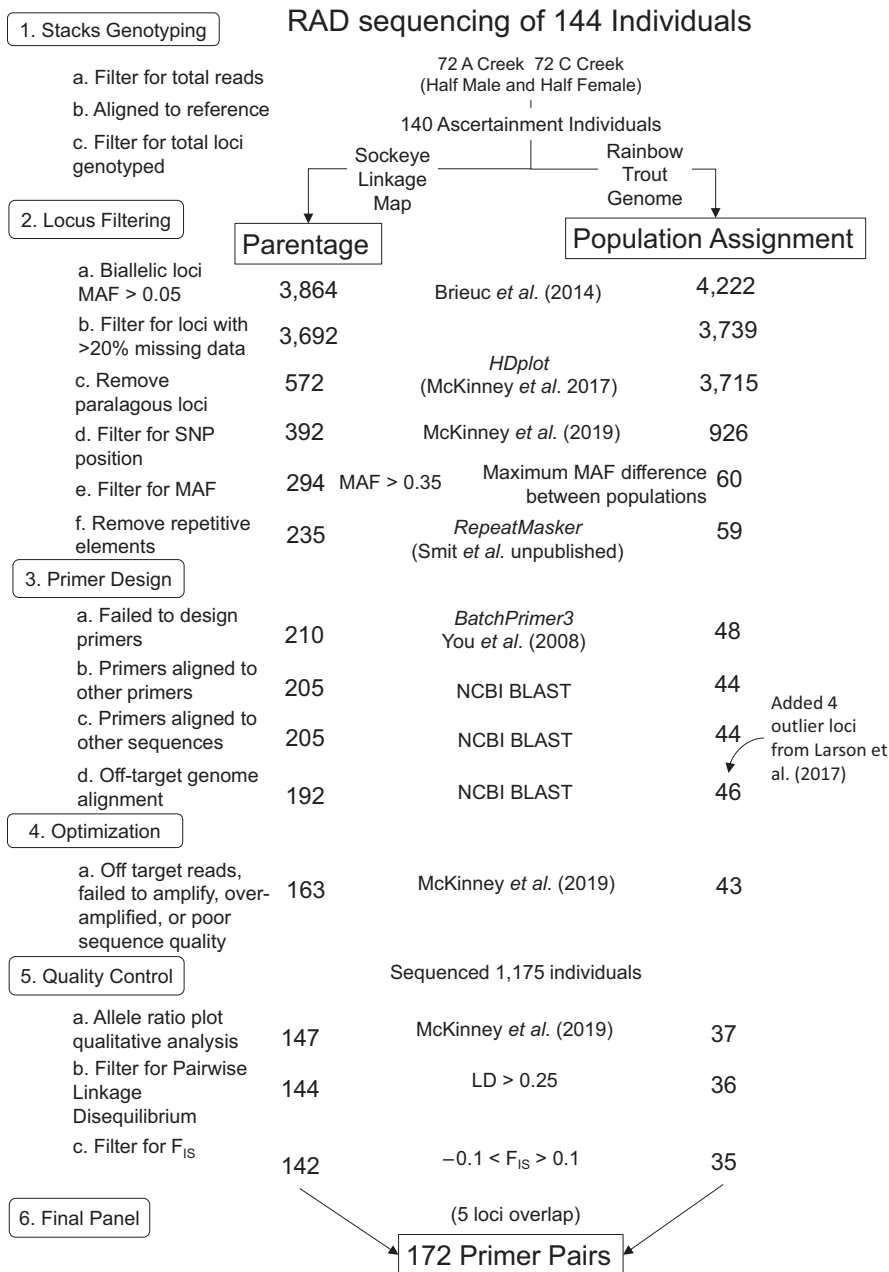 RAD sequencing of 144 Individuals
1. Stacks Genotyping
72 A Creek 72 C Creek
(Half Male and Half Female)
a. Filter for total reads
b. Aligned to reference
c. Filter for total loci
genotyped
140 Ascertainment Individuals
Sockeye
Linkage
Map
Rainbow
Trout
Genome
2. Locus Filtering
Parentage
Population Assignment
a. Biallelic loci
MAF > 0.05
3,864
Brieuc et al. (2014)
4,222
b. Filter for loci with
>20% missing data
3,692
3,739
c. Remove
paralagous loci
572
HDplot
(McKinney et al. 2017)
3,715
d. Filter for SNP
position
392
McKinney et al. (2019)
926
e. Filter for MAF
294
MAF > 0.35
Maximum MAF difference
between populations
60
f. Remove repetitive
elements
235
RepeatMasker
(Smit et al. unpublished)
59
3. Primer Design
a. Failed to design
primers
210
BatchPrimer3
You et al. (2008)
48
b. Primers aligned to
other primers
205
NCBI BLAST
44
c. Primers aligned to
other sequences
205
NCBI BLAST
44
Added 4
outlier loci
from Larson et
al. (2017)
d. Off-target genome
alignment
192
NCBI BLAST
46
4. Optimization
a. Off target reads,
failed to amplify, over-
amplified, or poor
sequence quality
163
McKinney et al. (2019)
43
5. Quality Control
Sequenced 1,175 individuals
a. Allele ratio plot
qualitative analysis
147
McKinney et al. (2019)
37
b. Filter for Pairwise
Linkage
Disequilibrium
144
LD > 0.25
36
c. Filter for FIS
142
−0.1 < FIS > 0.1
35
6. Final Panel
(5 loci overlap)
172 Primer Pairs